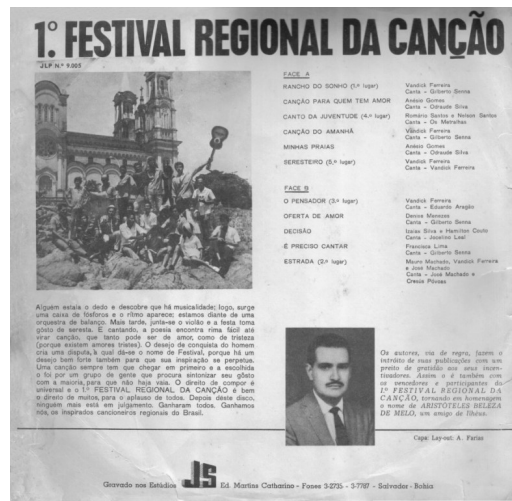 1.º FESTIVAL REGIONAL DA CANÇÃO
JLP N.º 9.005
FACE A
RANCHO DO SONHO (1.º lugar) Vandick Ferreira
Canta - Gilberto Senna
CANÇÃO PARA QUEM TEM AMOR Anésio Gomes
Canta - Odraude Silva
CANTO DA JUVENTUDE (4.º lugar) Romário Santos e Nelson Santos
Canta - Os Metralhas
CANÇÃO DO AMANHÃ Vandick Ferreira
Canta - Gilberto Senna
MINHAS PRAIAS Anésio Gomes
Canta - Odraude Silva
SERESTEIRO (5.º lugar) Vandick Ferreira
Canta - Vandick Ferreira
FACE B
O PENSADOR (3.º lugar) Vandick Ferreira
Canta - Eduardo Aragão
OFERTA DE AMOR Denise Menezes
Canta - Gilberto Senna
DECISÃO Izaias Silva e Hamilton Couto
Canta - Jocelino Leal
É PRECISO CANTAR Francisca Lima
Canta - Gilberto Senna
ESTRADA (2.º lugar) Mauro Machado, Vandick Ferreira
e José Machado
Canta - José Machado e
Creusa Póvoas
Alguém estala o dedo e descobre que há musicalidade; logo, surge
uma caixa de fósforos e o ritmo aparece; estamos diante de uma
orquestra de balanço. Mais tarde, junta-se o violão e a festa toma
gôsto de seresta. E cantando, a poesia encontra rima fácil até
virar canção, que tanto pode ser de amor, como de tristeza
(porque existem amores tristes). O desejo de conquista do homem
cria uma disputa, à qual dá-se o nome de Festival, porque há um
desejo bem forte também para que sua inspiração se perpetue.
Uma canção sempre tem que chegar em primeiro e a escolhida
o foi por um grupo de gente que procura sintonizar seu gôsto
com a maioria, para que não haja vaia. O direito de compor é
universal e o 1.º FESTIVAL REGIONAL DA CANÇÃO é bem
o direito de muitos, para o aplauso de todos. Depois deste disco,
ninguém mais está em julgamento. Ganharam todos. Ganhamos
nós, os inspirados cancioneiros regionais do Brasil.
Os autores, via de regra, fazem o
intróito de suas publicações com um
preito de gratidão aos seus incen-
tivadores. Assim o é também com
os vencedores e participantes do
1.º FESTIVAL REGIONAL DA
CANÇÃO, tornando em homenagem
o nome de ARISTÓTELES BELEZA
DE MELO, um amigo de Ilhéus.
Capa: Lay-out: A. Farias
Gravado nos Estúdios JS Ed. Martins Catharino - Fones 3-2735 - 3-7787 - Salvador - Bahia